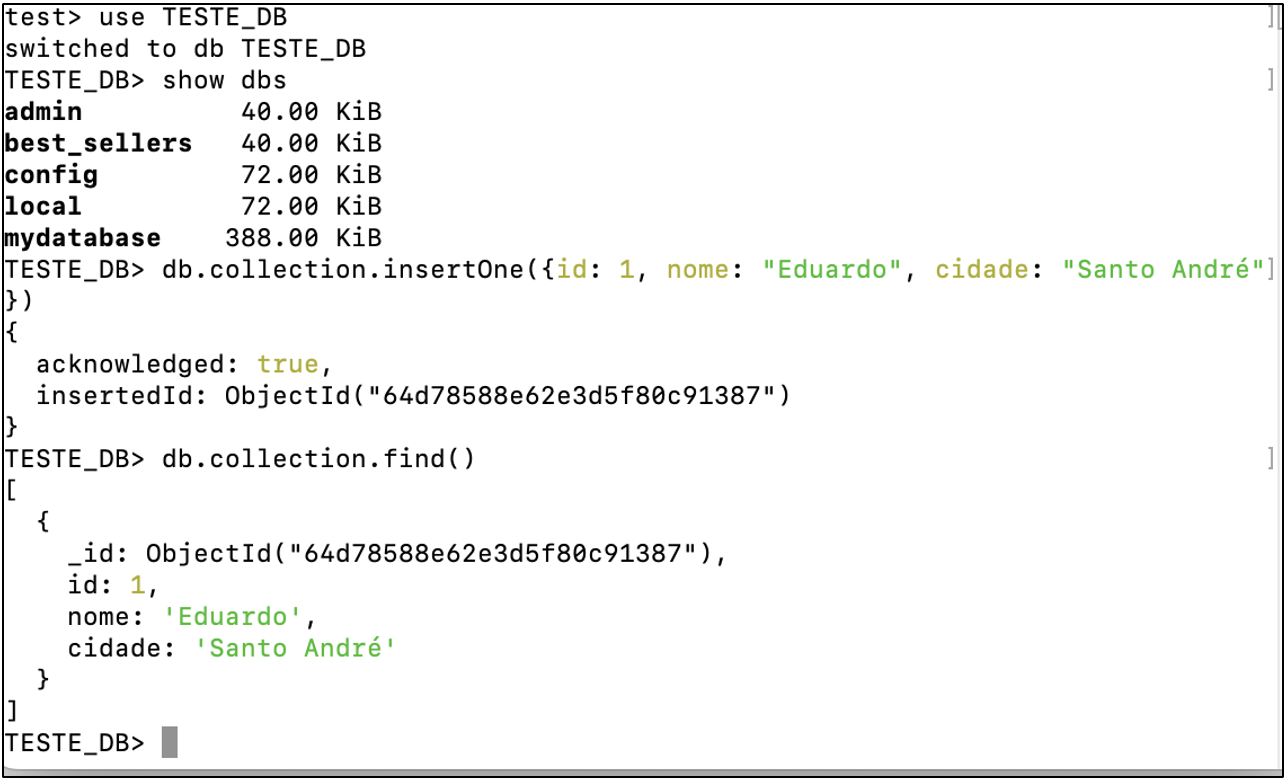 test> use TESTE_DB
switched to db TESTE_DB
TESTE_DB> show dbs
admin          40.00 KiB
best_sellers   40.00 KiB
config         72.00 KiB
local          72.00 KiB
mydatabase    388.00 KiB
TESTE_DB> db.collection.insertOne({id: 1, nome: "Eduardo", cidade: "Santo André"
})
{
  acknowledged: true,
  insertedId: ObjectId("64d78588e62e3d5f80c91387")
}
TESTE_DB> db.collection.find()
[
  {
    _id: ObjectId("64d78588e62e3d5f80c91387"),
    id: 1,
    nome: 'Eduardo',
    cidade: 'Santo André'
  }
]
TESTE_DB>